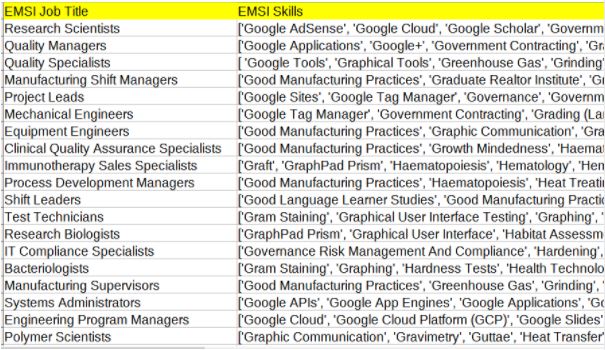 EMSI Job Title EMSI Skills
Research Scientists ['Google AdSense', 'Google Cloud', 'Google Scholar', 'Governm
Quality Managers ['Google Applications', 'Google+', 'Government Contracting', 'Gra
Quality Specialists [ 'Google Tools', 'Graphical Tools', 'Greenhouse Gas', 'Grinding'
Manufacturing Shift Managers ['Good Manufacturing Practices', 'Graduate Realtor Institute', 'Gr
Project Leads ['Google Sites', 'Google Tag Manager', 'Governance', 'Governm
Mechanical Engineers ['Google Tag Manager', 'Government Contracting', 'Grading (Lan
Equipment Engineers ['Good Manufacturing Practices', 'Graphic Communication', 'Gra
Clinical Quality Assurance Specialists ['Good Manufacturing Practices', 'Growth Mindedness', 'Haemat
Immunotherapy Sales Specialists ['Graft', 'GraphPad Prism', 'Haematopoiesis', 'Hematology', 'Hem
Process Development Managers ['Good Manufacturing Practices', 'Haematopoiesis', 'Heat Treati
Shift Leaders ['Good Language Learner Studies', 'Good Manufacturing Practic
Test Technicians ['Gram Staining', 'Graphical User Interface Testing', 'Graphing', '
Research Biologists ['GraphPad Prism', 'Graphical User Interface', 'Habitat Assessm
IT Compliance Specialists ['Governance Risk Management And Compliance', 'Hardening',
Bacteriologists ['Gram Staining', 'Graphing', 'Hardness Tests', 'Health Technolo
Manufacturing Supervisors ['Good Manufacturing Practices', 'Greenhouse Gas', 'Grinding', '
Systems Administrators ['Google APIs', 'Google App Engines', 'Google Applications', 'Go
Engineering Program Managers ['Google Cloud', 'Google Cloud Platform (GCP)', 'Google Slides'
Polymer Scientists ['Graphic Communication', 'Gravimetry', 'Guttae', 'Heat Transfer'